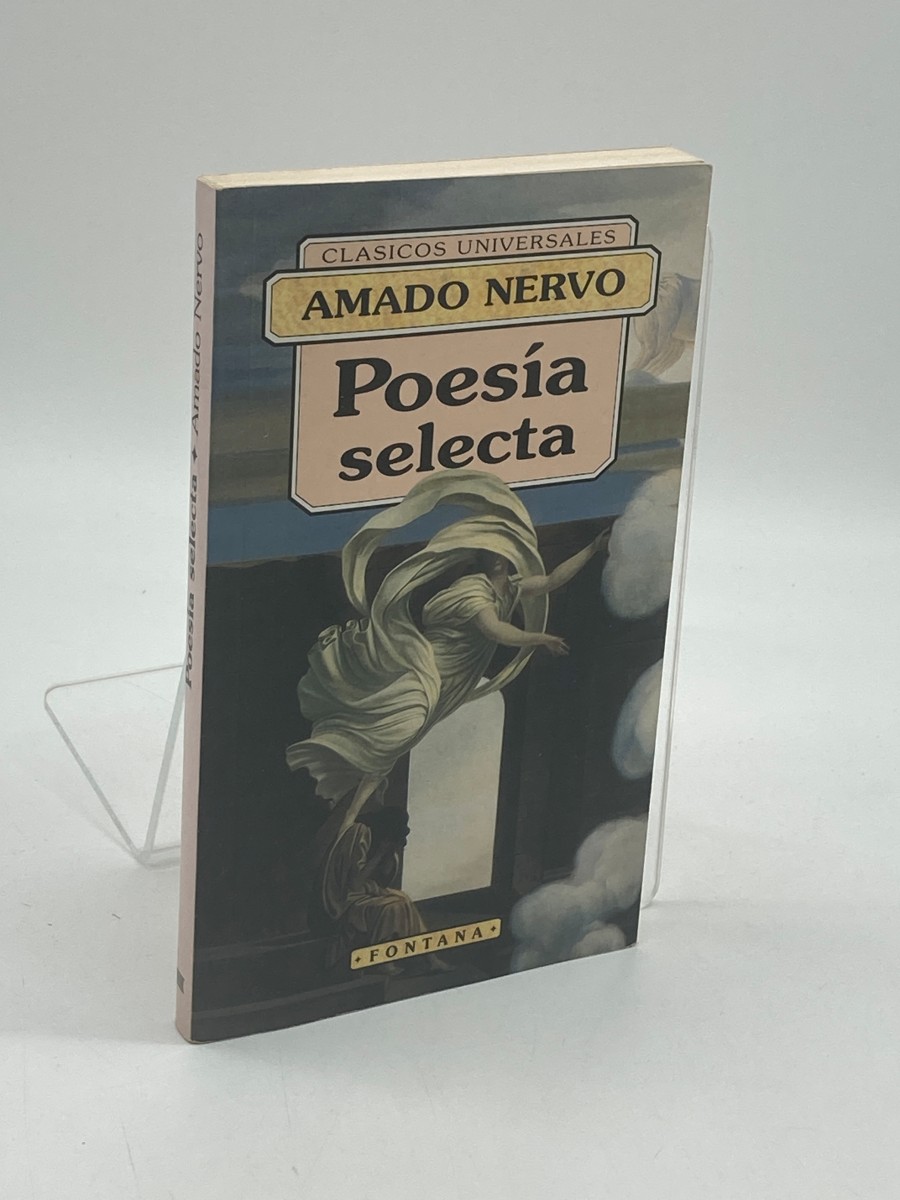 CLASICOS UNIVERSALES
AMADO NERVO
Poesía
selecta
✦ FONTANA ✦
Poesía selecta ✦ Amado Nervo